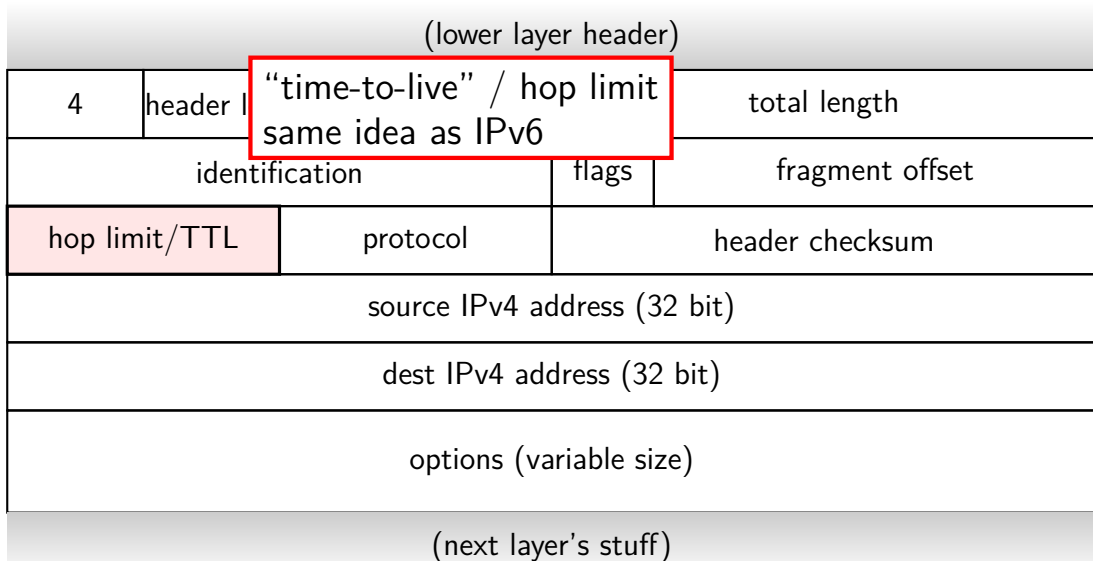 (lower layer header)
4 header l total length
“time-to-live” / hop limit
same idea as IPv6
identification flags fragment offset
hop limit/TTL protocol header checksum
source IPv4 address (32 bit)
dest IPv4 address (32 bit)
options (variable size)
(next layer's stuff)